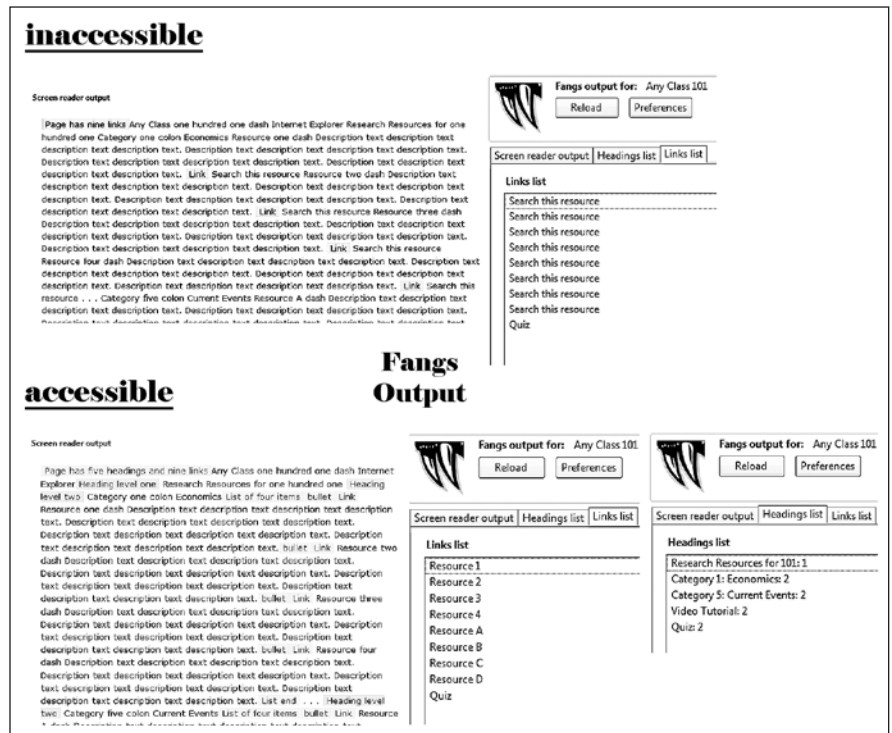 inaccessible
Screen reader output
Page has nine links Any Class one hundred one dash Internet Explorer Research Resources for one
hundred one Category one colon Economics Resource one dash Description text description text
description text description text. Description text description text description text description text.
Description text description text description text description text. Description text description text
description text description text. Link Search this resource Resource two dash Description text
description text description text description text. Description text description text description text
description text. Description text description text description text description text. Description text
description text description text description text. Link Search this resource Resource three dash
Description text description text description text description text. Description text description text
description text description text. Description text description text description text description text.
Description text description text description text description text. Link Search this resource
Resource four dash Description text description text description text description text. Description text
description text description text description text. Description text description text description text
description text. Description text description text description text description text. Link Search this
resource . . . Category five colon Current Events Resource A dash Description text description text
description text description text. Description text description text description text description text.
Description text description text description text description text. Description text description text
Fangs output for: Any Class 101
Reload Preferences
Screen reader output Headings list Links list
Links list
Search this resource
Search this resource
Search this resource
Search this resource
Search this resource
Search this resource
Search this resource
Search this resource
Quiz
Fangs
Output
accessible
Screen reader output
Page has five headings and nine links Any Class one hundred one dash Internet
Explorer Heading level one Research Resources for one hundred one Heading
level two Category one colon Economics List of four items bullet Link
Resource one dash Description text description text description text description
text. Description text description text description text description text.
Description text description text description text description text. Description
text description text description text description text. bullet Link Resource two
dash Description text description text description text description text.
Description text description text description text description text. Description
text description text description text description text. Description text
description text description text description text. bullet Link Resource three
dash Description text description text description text description text.
Description text description text description text description text. Description
text description text description text description text. Description text
description text description text description text. bullet Link Resource four
dash Description text description text description text description text.
Description text description text description text description text. Description
text description text description text description text. Description text
description text description text description text. List end . . . Heading level
two Category five colon Current Events List of four items bullet Link Resource
A dash Description text description text description text description text.
Fangs output for: Any Class 101
Reload Preferences
Screen reader output Headings list Links list
Links list
Resource 1
Resource 2
Resource 3
Resource 4
Resource A
Resource B
Resource C
Resource D
Quiz
Fangs output for: Any Class 101
Reload Preferences
Screen reader output Headings list Links list
Headings list
Research Resources for 101: 1
Category 1: Economics: 2
Category 5: Current Events: 2
Video Tutorial: 2
Quiz: 2